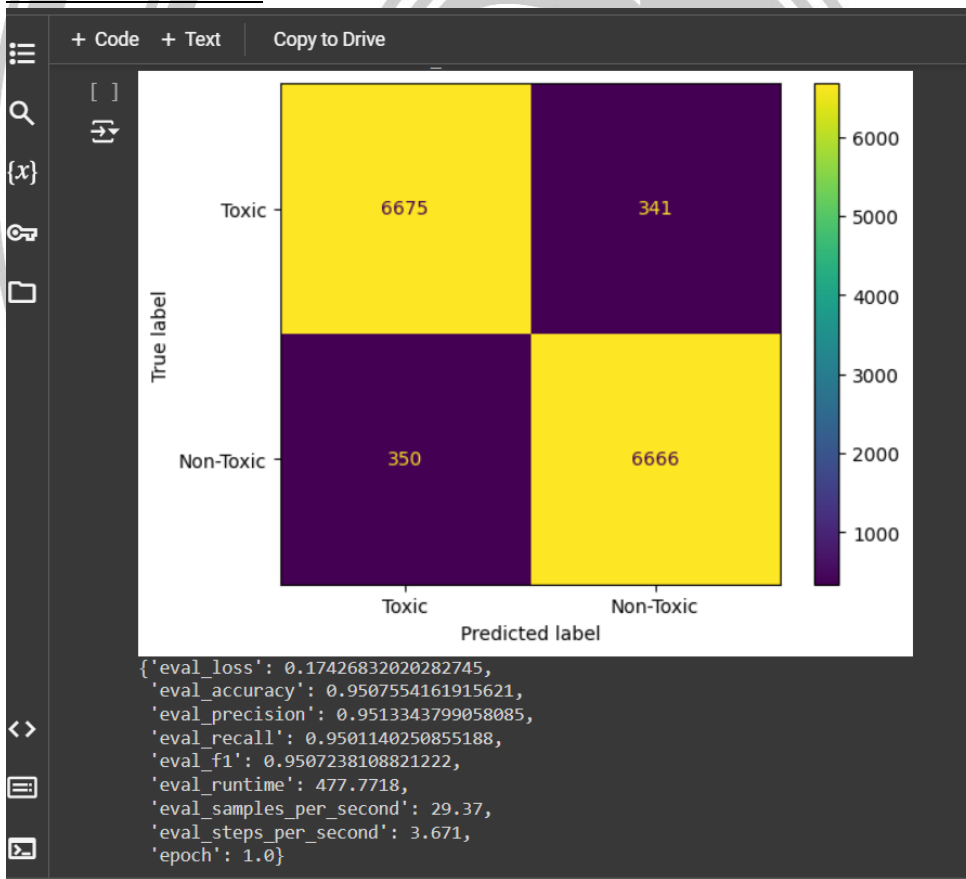 + Code + Text Copy to Drive
[ ]
{x}
Toxic
6675
341
Non-Toxic
350
6666
True label
Toxic
Non-Toxic
Predicted label
6000
5000
4000
3000
2000
1000
{'eval_loss': 0.17426832020282745,
'eval_accuracy': 0.9507554161915621,
'eval_precision': 0.9513343799058085,
'eval_recall': 0.9501140250855188,
'eval_f1': 0.9507238108821222,
'eval_runtime': 477.7718,
'eval_samples_per_second': 29.37,
'eval_steps_per_second': 3.671,
'epoch': 1.0}